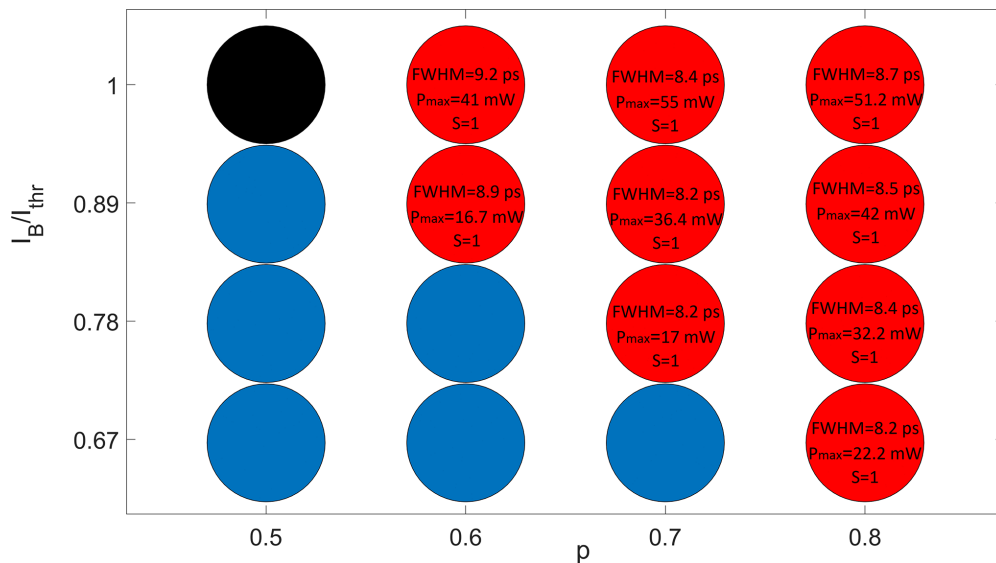 I_B/I_thr
1
FWHM=9.2 ps
Pmax=41 mW
S=1
FWHM=8.4 ps
Pmax=55 mW
S=1
FWHM=8.7 ps
Pmax=51.2 mW
S=1
0.89
FWHM=8.9 ps
Pmax=16.7 mW
S=1
FWHM=8.2 ps
Pmax=36.4 mW
S=1
FWHM=8.5 ps
Pmax=42 mW
S=1
0.78
FWHM=8.2 ps
Pmax=17 mW
S=1
FWHM=8.4 ps
Pmax=32.2 mW
S=1
0.67
FWHM=8.2 ps
Pmax=22.2 mW
S=1
0.5
0.6
0.7
0.8
p